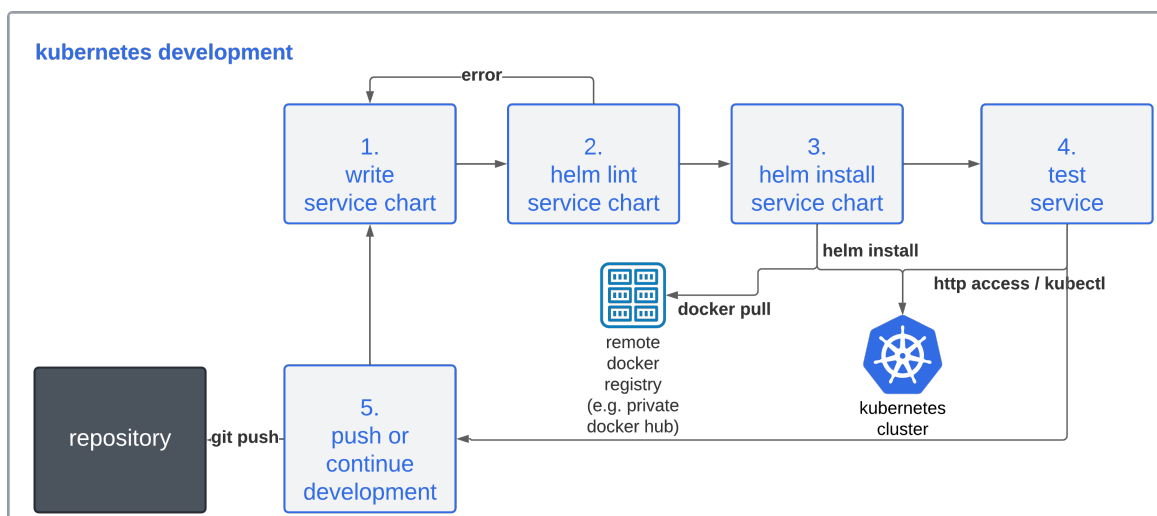 kubernetes development
error
1.
write
service chart
2.
helm lint
service chart
3.
helm install
service chart
4.
test
service
helm install
http access / kubectl
docker pull
remote
docker
registry
(e.g. private
docker hub)
kubernetes
cluster
repository
git push
5.
push or
continue
development